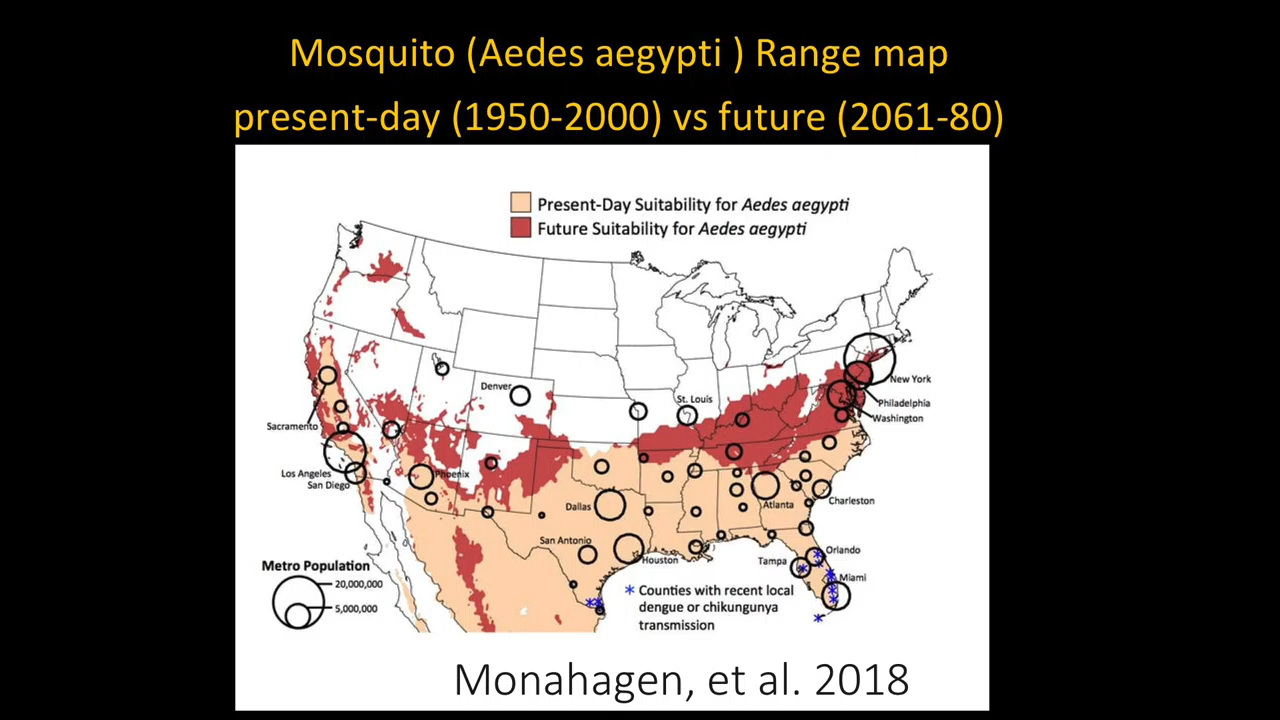 Mosquito (Aedes aegypti ) Range map
present-day (1950-2000) vs future (2061-80)
Present-Day Suitability for Aedes aegypti
Future Suitability for Aedes aegypti
Denver
St. Louis
New York
Philadelphia
Washington
Sacramento
Los Angeles
San Diego
Phoenix
Dallas
Atlanta
Charleston
San Antonio
Houston
Tampa
Orlando
Miami
Metro Population
20,000,000
5,000,000
* Counties with recent local
dengue or chikungunya
transmission
Monahagen, et al. 2018